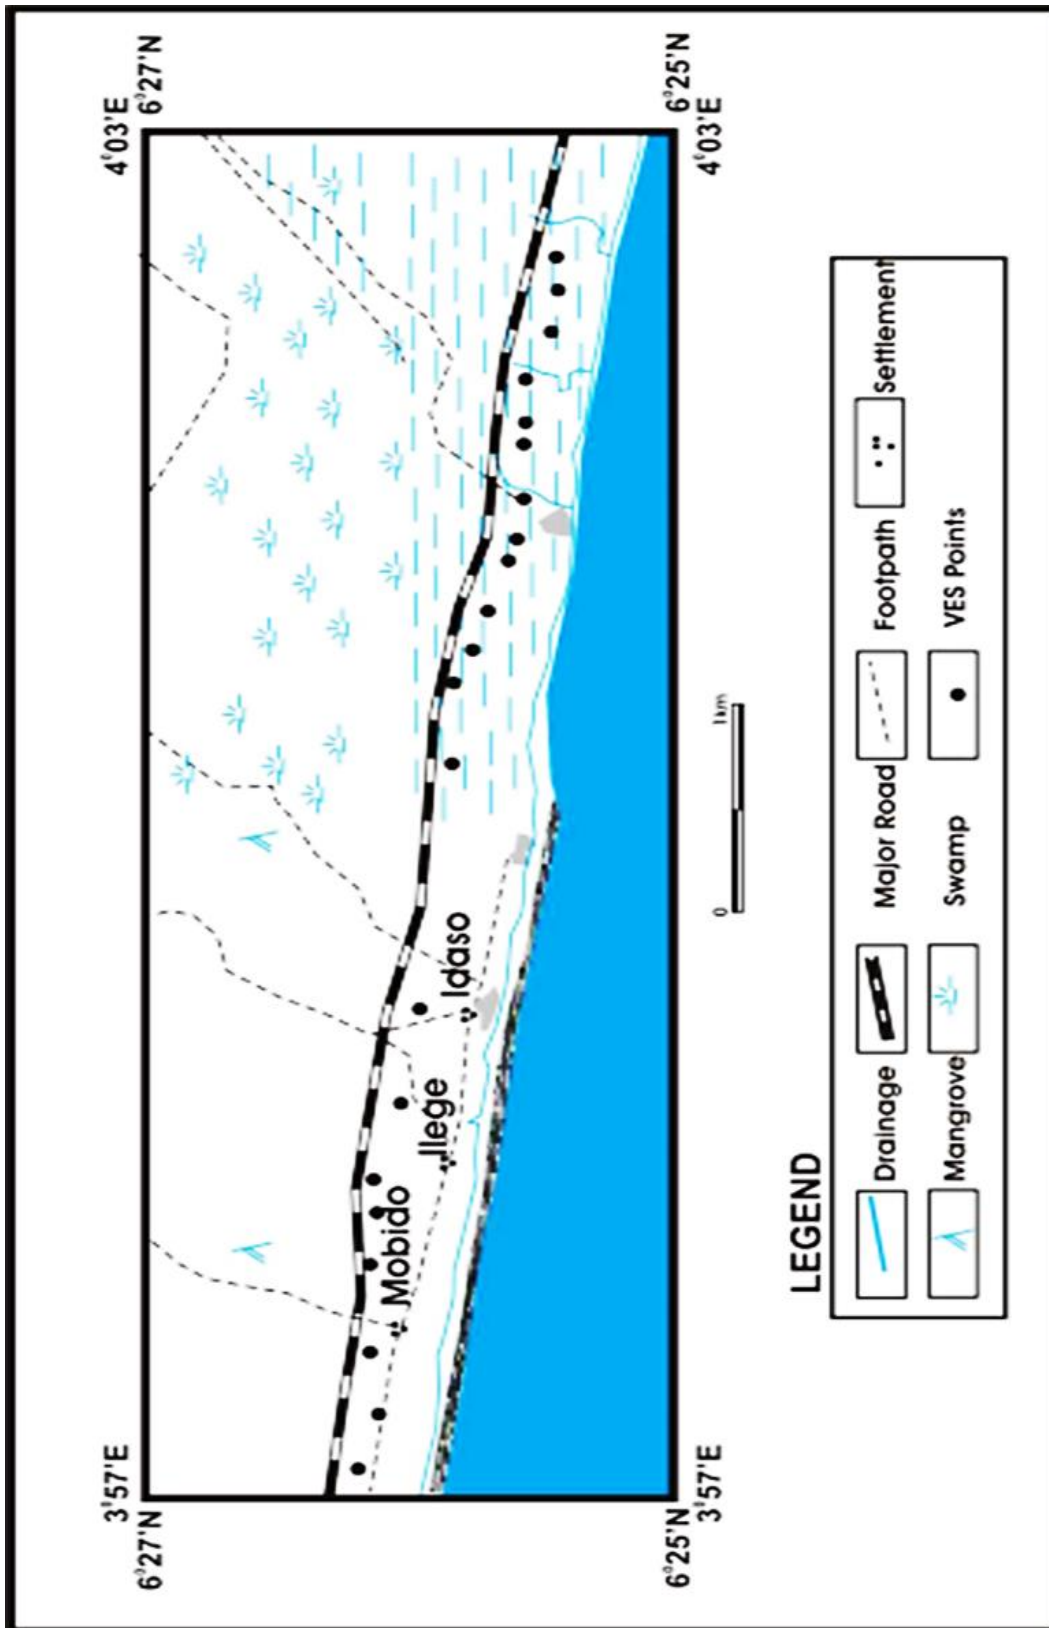 6°27'N
3°57'E
4°03'E
6°27'N
Mobido
Ilege
Idaso
6°25'N
3°57'E
4°03'E
6°25'N
0 1km
LEGEND
Drainage Major Road Footpath Settlement
Mangrove Swamp VES Points